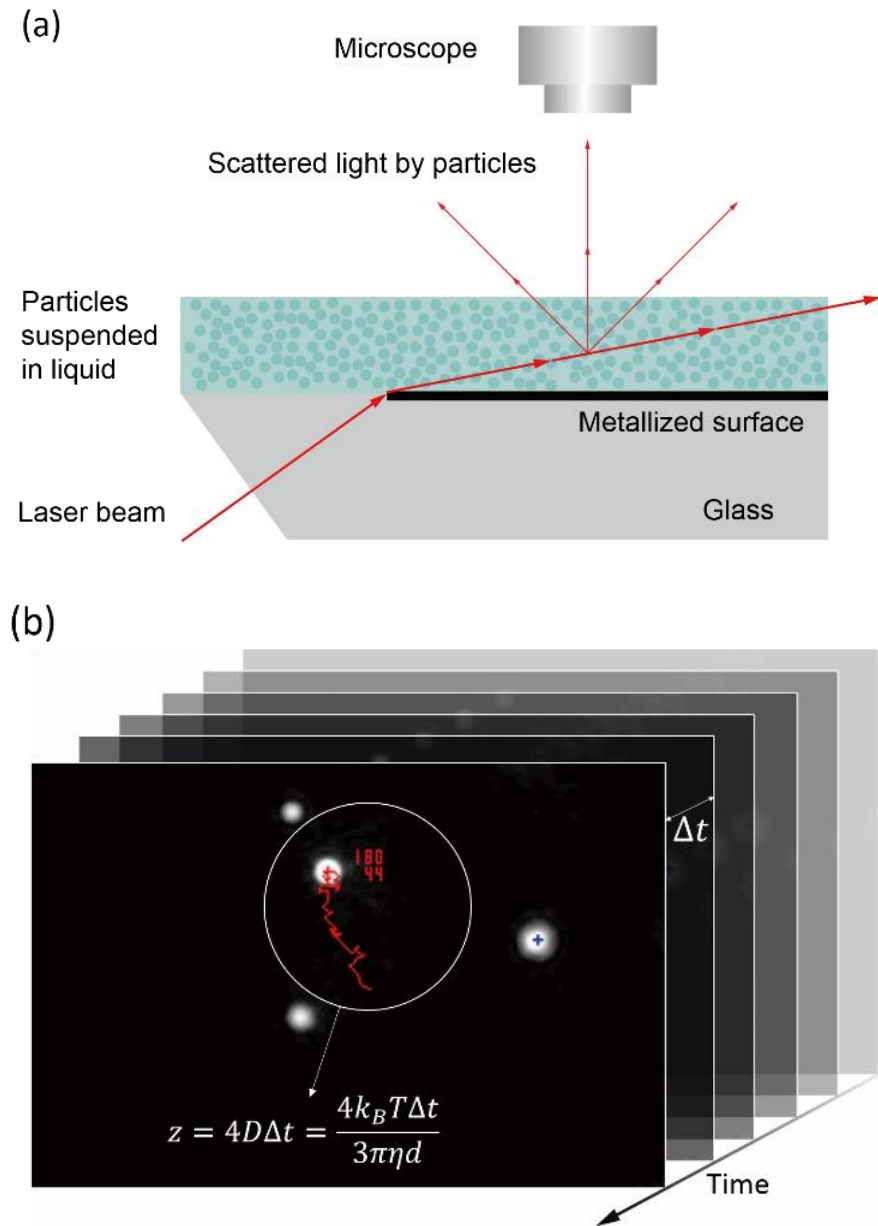 (a)
Microscope
Scattered light by particles
Particles
suspended
in liquid
Metallized surface
Laser beam
Glass
(b)
Δt
180
44
z = 4DΔt = \frac{4k_BTΔt}{3πηd}
Time